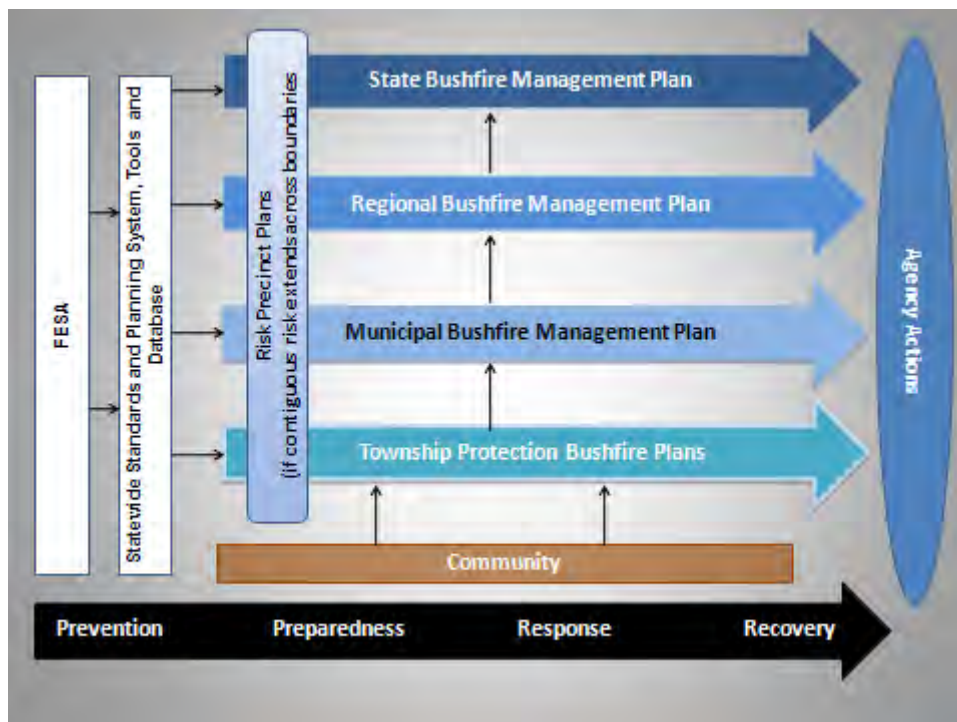 FESA
Statewide Standards and Planning System, Tools and
Database
Risk Precinct Plans
(if contiguous risk extends across boundaries
State Bushfire Management Plan
Regional Bushfire Management Plan
Municipal Bushfire Management Plan
Township Protection Bushfire Plans
Community
Agency Actions
Prevention Preparedness Response Recovery